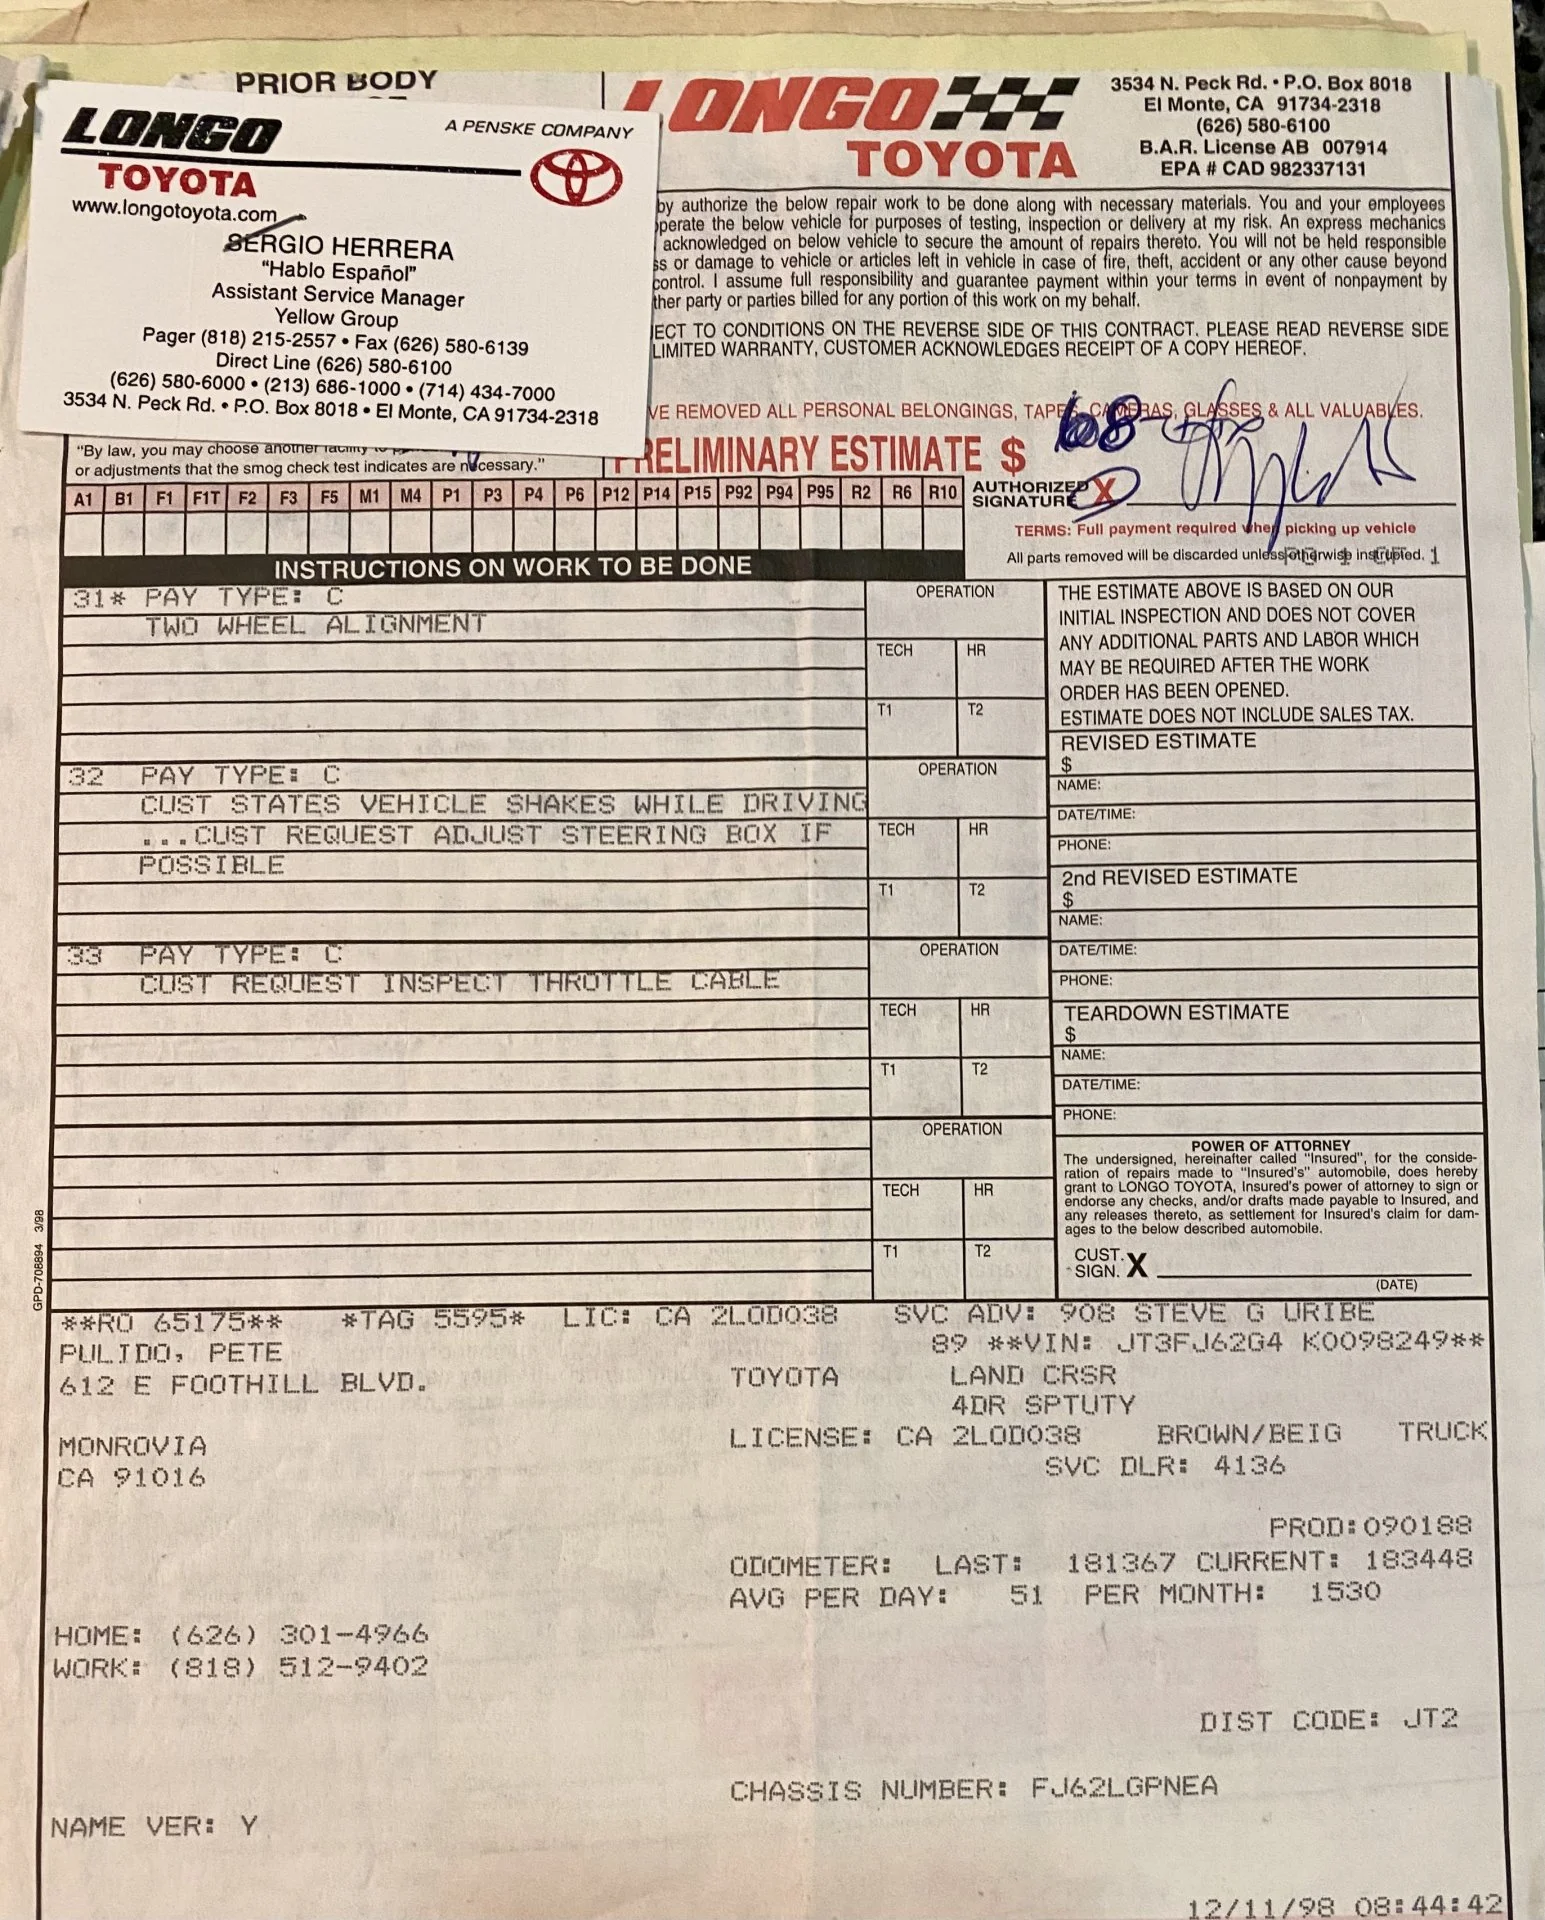 PRIOR BODY
LONGO
A PENSKE COMPANY
TOYOTA
www.longotoyota.com
SERGIO HERRERA
"Hablo Español"
Assistant Service Manager
Yellow Group
Pager (818) 215-2557 • Fax (626) 580-6139
Direct Line (626) 580-6100
(626) 580-6000 • (213) 686-1000 • (714) 434-7000
3534 N. Peck Rd. • P.O. Box 8018 • El Monte, CA 91734-2318
LONGO
TOYOTA
3534 N. Peck Rd. • P.O. Box 8018
El Monte, CA 91734-2318
(626) 580-6100
B.A.R. License AB 007914
EPA # CAD 982337131
by authorize the below repair work to be done along with necessary materials. You and your employees
perate the below vehicle for purposes of testing, inspection or delivery at my risk. An express mechanics
acknowledged on below vehicle to secure the amount of repairs thereto. You will not be held responsible
ss or damage to vehicle or articles left in vehicle in case of fire, theft, accident or any other cause beyond
control. I assume full responsibility and guarantee payment within your terms in event of nonpayment by
ther party or parties billed for any portion of this work on my behalf.
ECT TO CONDITIONS ON THE REVERSE SIDE OF THIS CONTRACT. PLEASE READ REVERSE SIDE
LIMITED WARRANTY, CUSTOMER ACKNOWLEDGES RECEIPT OF A COPY HEREOF.
VE REMOVED ALL PERSONAL BELONGINGS, TAPES, CAMERAS, GLASSES & ALL VALUABLES.
"By law, you may choose another facility to
or adjustments that the smog check test indicates are necessary."
PRELIMINARY ESTIMATE $ 68-
A1 B1 F1 F1T F2 F3 F5 M1 M4 P1 P3 P4 P6 P12 P14 P15 P92 P94 P95 R2 R6 R10
AUTHORIZED
SIGNATURE X
TERMS: Full payment required when picking up vehicle
All parts removed will be discarded unless otherwise instructed.
PG 1 OF 1
INSTRUCTIONS ON WORK TO BE DONE
31* PAY TYPE: C
TWO WHEEL ALIGNMENT
OPERATION
TECH HR
T1 T2
32 PAY TYPE: C
CUST STATES VEHICLE SHAKES WHILE DRIVING
...CUST REQUEST ADJUST STEERING BOX IF
POSSIBLE
OPERATION
TECH HR
T1 T2
33 PAY TYPE: C
CUST REQUEST INSPECT THROTTLE CABLE
OPERATION
TECH HR
T1 T2
OPERATION
TECH HR
T1 T2
THE ESTIMATE ABOVE IS BASED ON OUR
INITIAL INSPECTION AND DOES NOT COVER
ANY ADDITIONAL PARTS AND LABOR WHICH
MAY BE REQUIRED AFTER THE WORK
ORDER HAS BEEN OPENED.
ESTIMATE DOES NOT INCLUDE SALES TAX.
REVISED ESTIMATE
$
NAME:
DATE/TIME:
PHONE:
2nd REVISED ESTIMATE
$
NAME:
DATE/TIME:
PHONE:
TEARDOWN ESTIMATE
$
NAME:
DATE/TIME:
PHONE:
POWER OF ATTORNEY
The undersigned, hereinafter called "Insured", for the conside-
ration of repairs made to "Insured's" automobile, does hereby
grant to LONGO TOYOTA, Insured's power of attorney to sign or
endorse any checks, and/or drafts made payable to Insured, and
any releases thereto, as settlement for Insured's claim for dam-
ages to the below described automobile.
CUST.
SIGN. X
(DATE)
GPD-708894 3/98
**RO 65175** *TAG 5595* LIC: CA 2LOD038 SVC ADV: 908 STEVE G URIBE
PULIDO, PETE 89 **VIN: JT3FJ62G4 K0098249**
612 E FOOTHILL BLVD. TOYOTA LAND CRSR
4DR SPTUTY
MONROVIA LICENSE: CA 2LOD038 BROWN/BEIG TRUCK
CA 91016 SVC DLR: 4136
PROD:090188
ODOMETER: LAST: 181367 CURRENT: 183448
AVG PER DAY: 51 PER MONTH: 1530
HOME: (626) 301-4966
WORK: (818) 512-9402
DIST CODE: JT2
CHASSIS NUMBER: FJ62LGPNEA
NAME VER: Y
12/11/98 08:44:42